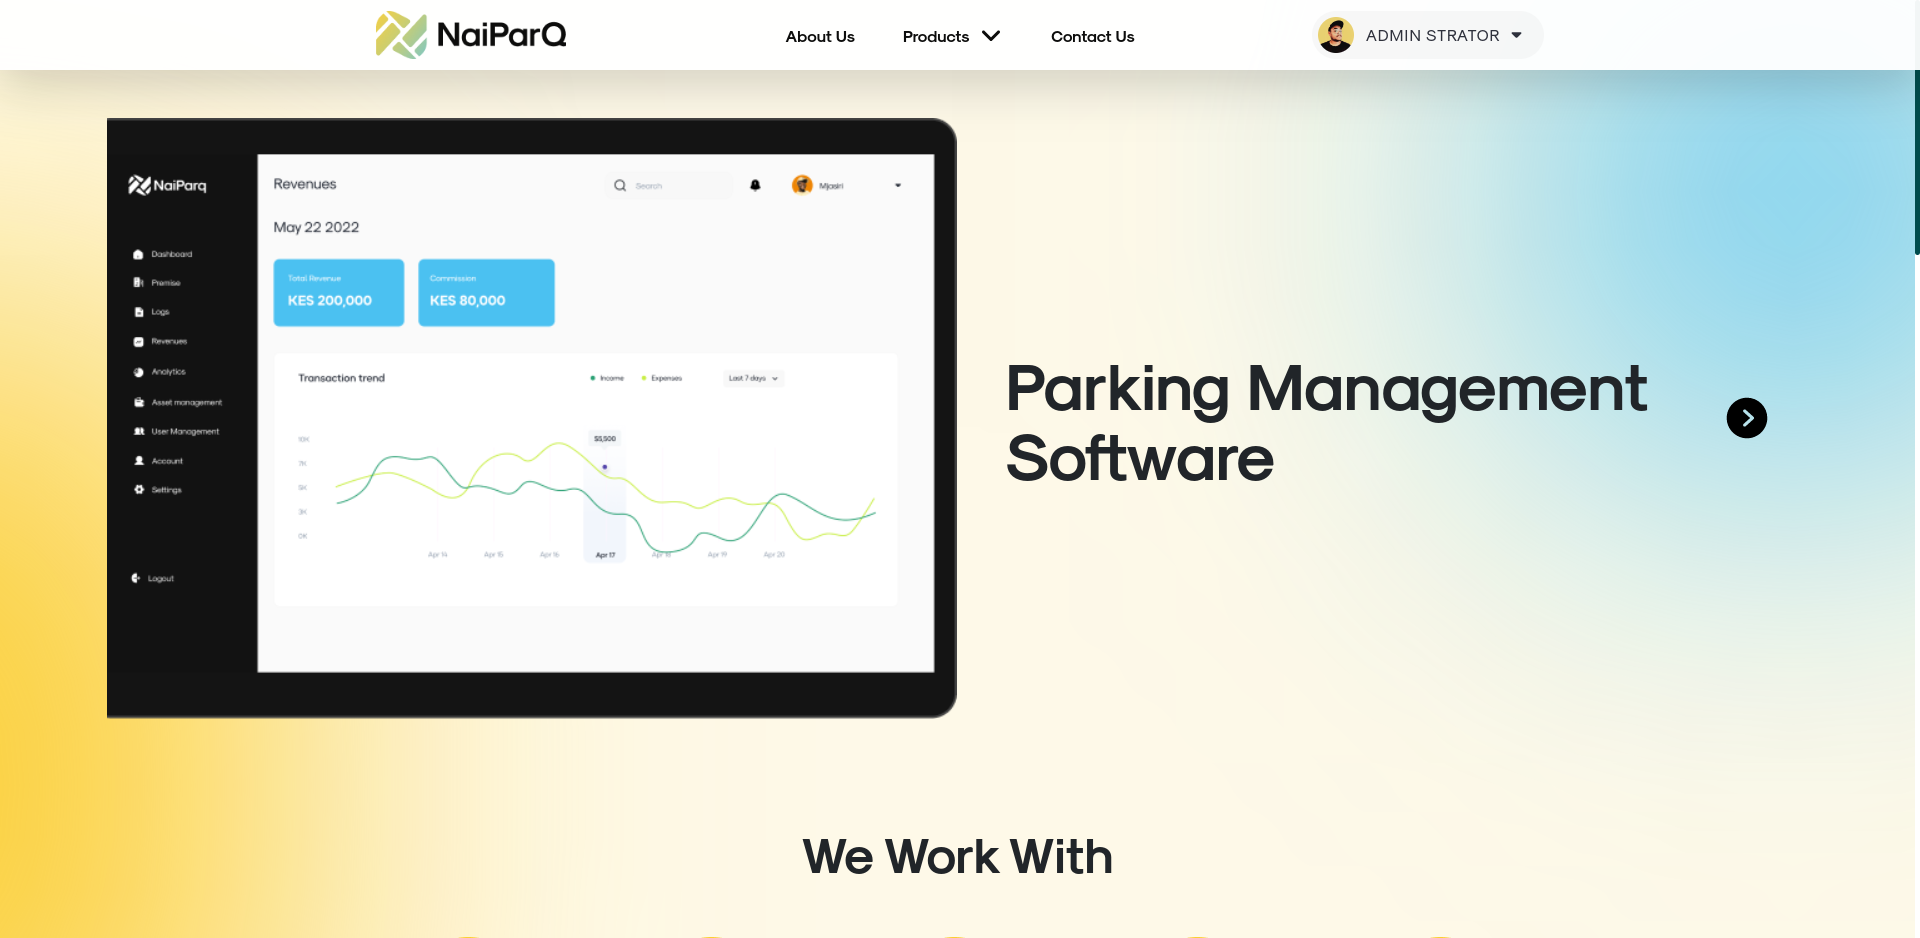 NaiParQ
About Us
Products
Contact Us
ADMIN STRATOR
NaiParq
Revenues
Search
Mjasiri
May 22 2022
Dashboard
Premise
Logs
Revenues
Analytics
Asset management
User Management
Account
Settings
Logout
Total Revenue
KES 200,000
Commission
KES 80,000
Transaction trend
Income
Expenses
Last 7 days
$5,500
10K
7K
5K
3K
0K
Apr 14
Apr 15
Apr 16
Apr 17
Apr 18
Apr 19
Apr 20
Parking Management
Software
We Work With